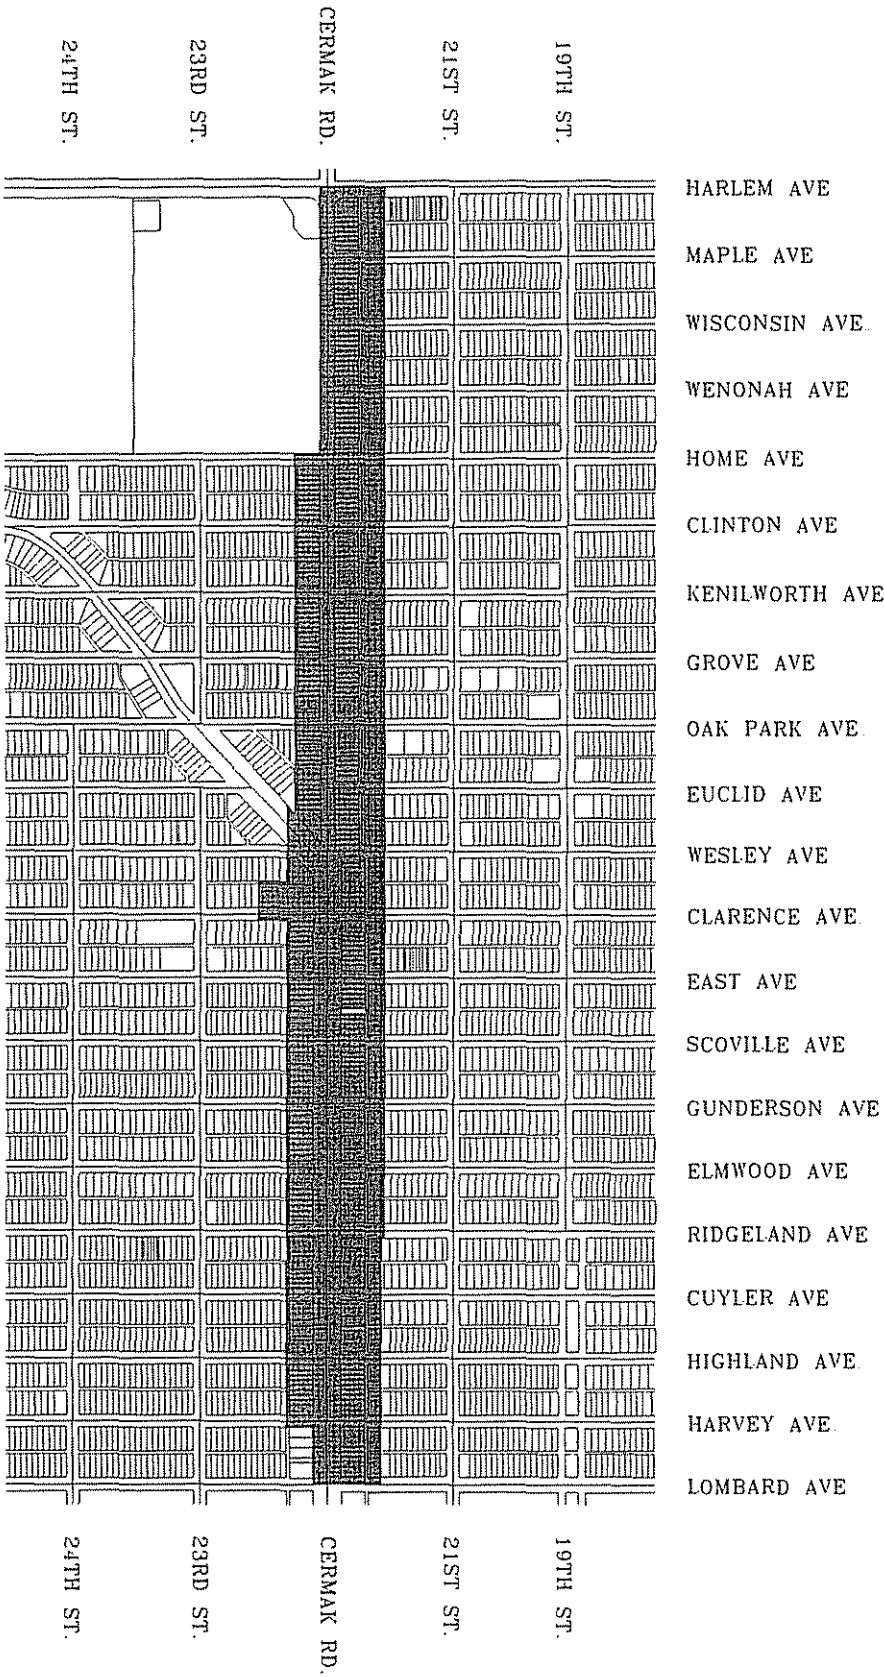 24TH ST.
23RD ST.
CERMAK RD.
21ST ST.
19TH ST.
HARLEM AVE
MAPLE AVE
WISCONSIN AVE.
WENONAH AVE
HOME AVE
CLINTON AVE
KENILWORTH AVE
GROVE AVE
OAK PARK AVE.
EUCLID AVE
WESLEY AVE
CLARENCE AVE.
EAST AVE
SCOVILLE AVE
GUNDERSON AVE
ELMWOOD AVE
RIDGELAND AVE
CUYLER AVE
HIGHLAND AVE.
HARVEY AVE.
LOMBARD AVE
24TH ST.
23RD ST.
CERMAK RD.
21ST ST.
19TH ST.